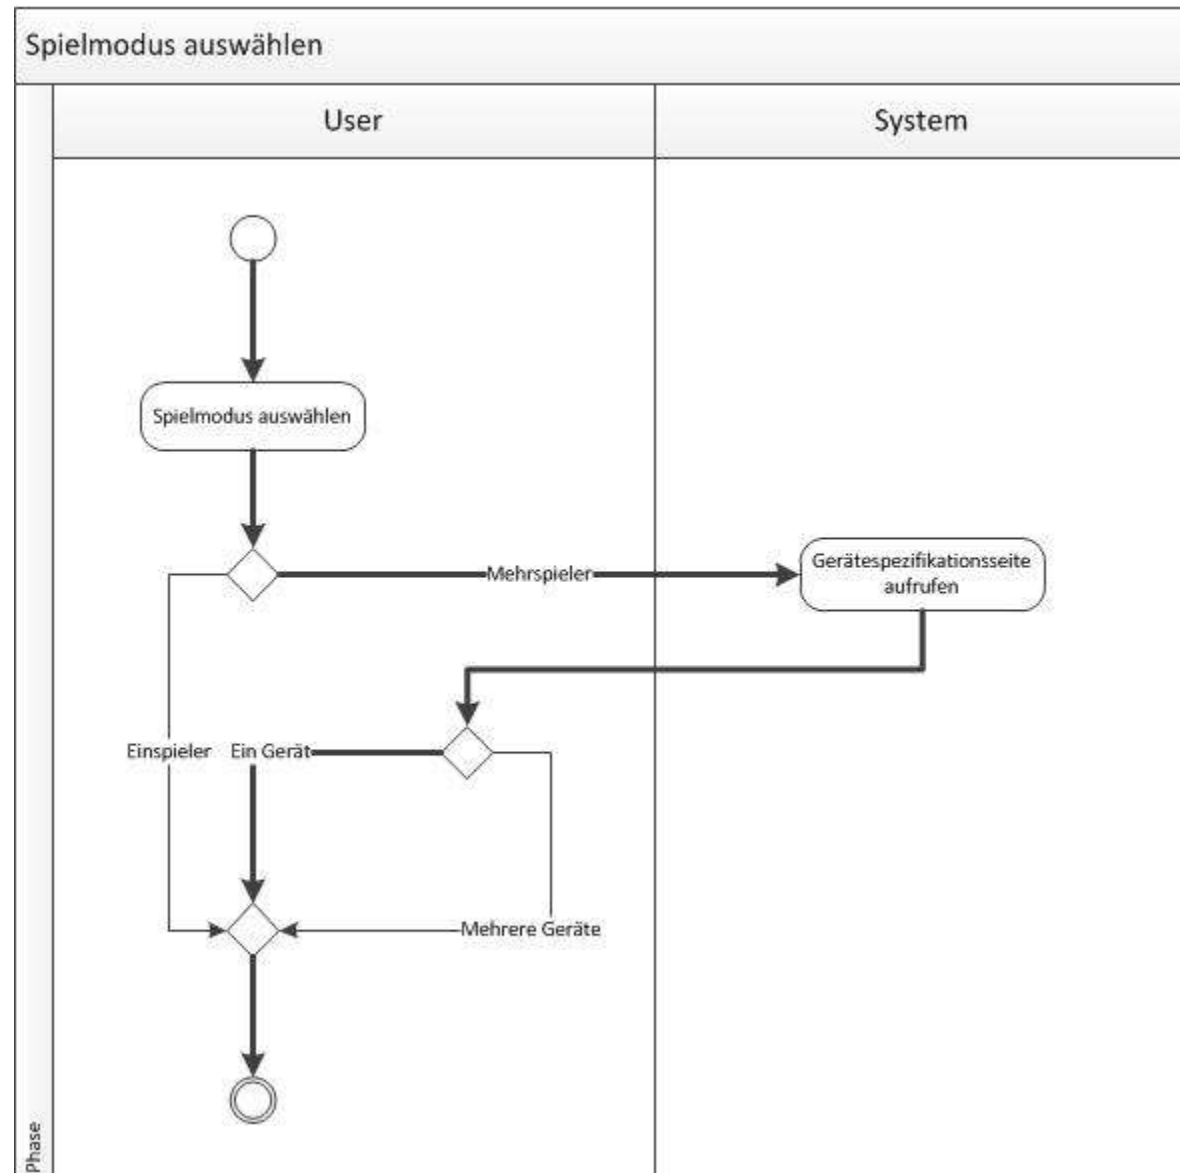 Spielmodus auswählen
User
System
Spielmodus auswählen
Mehrspieler
Gerätespezifikationsseite
aufrufen
Einspieler
Ein Gerät
Mehrere Geräte
Phase